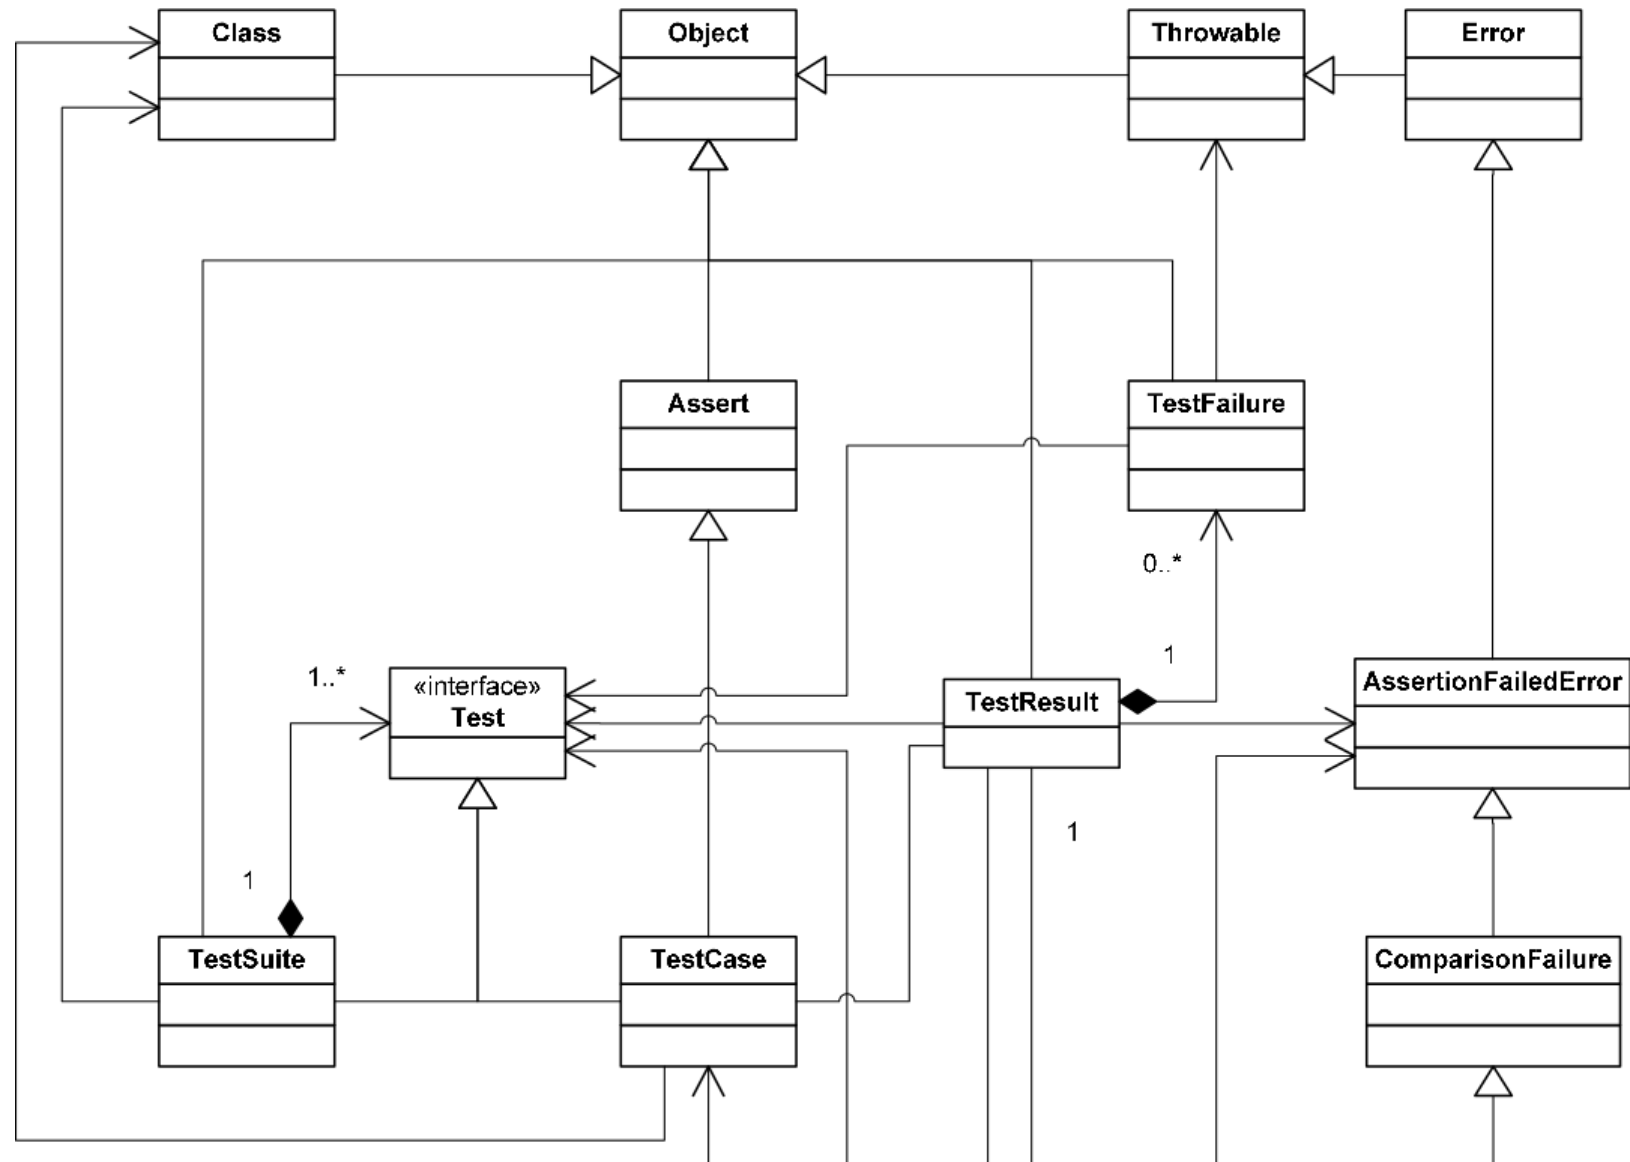 Class
Object
Throwable
Error
Assert
TestFailure
0..*
1
1..*
«interface»
Test
TestResult
AssertionFailedError
1
1
TestSuite
TestCase
ComparisonFailure